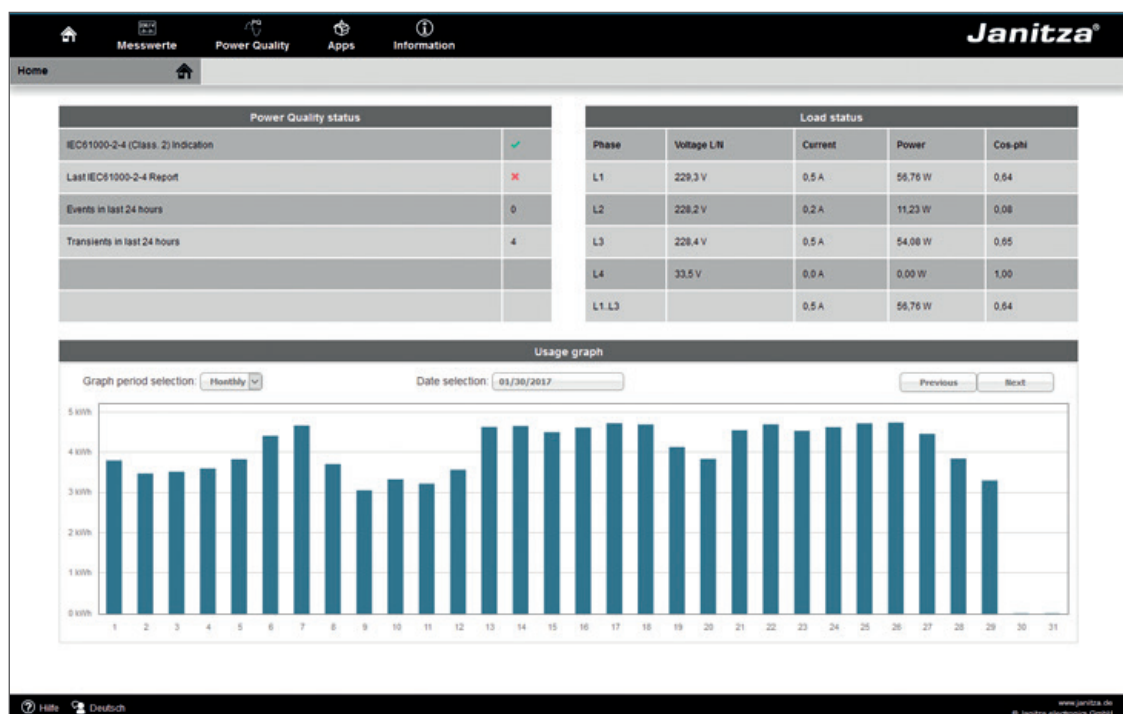 Messwerte Power Quality Apps Information Janitza®
Home
Power Quality status
IEC61000-2-4 (Class. 2) Indication
Last IEC61000-2-4 Report
Events in last 24 hours 0
Transients in last 24 hours 4
Load status
Phase Voltage L/N Current Power Cos-phi
L1 229,3 V 0,5 A 56,76 W 0,64
L2 228,2 V 0,2 A 11,23 W 0,08
L3 228,4 V 0,5 A 54,08 W 0,65
L4 33,5 V 0,0 A 0,00 W 1,00
L1..L3 0,5 A 56,76 W 0,64
Usage graph
Graph period selection: Monthly Date selection: 01/30/2017 Previous Next
5 kWh
4 kWh
3 kWh
2 kWh
1 kWh
0 kWh
1 2 3 4 5 6 7 8 9 10 11 12 13 14 15 16 17 18 19 20 21 22 23 24 25 26 27 28 29 30 31
Hilfe Deutsch www.janitza.de
© Janitza electronics GmbH